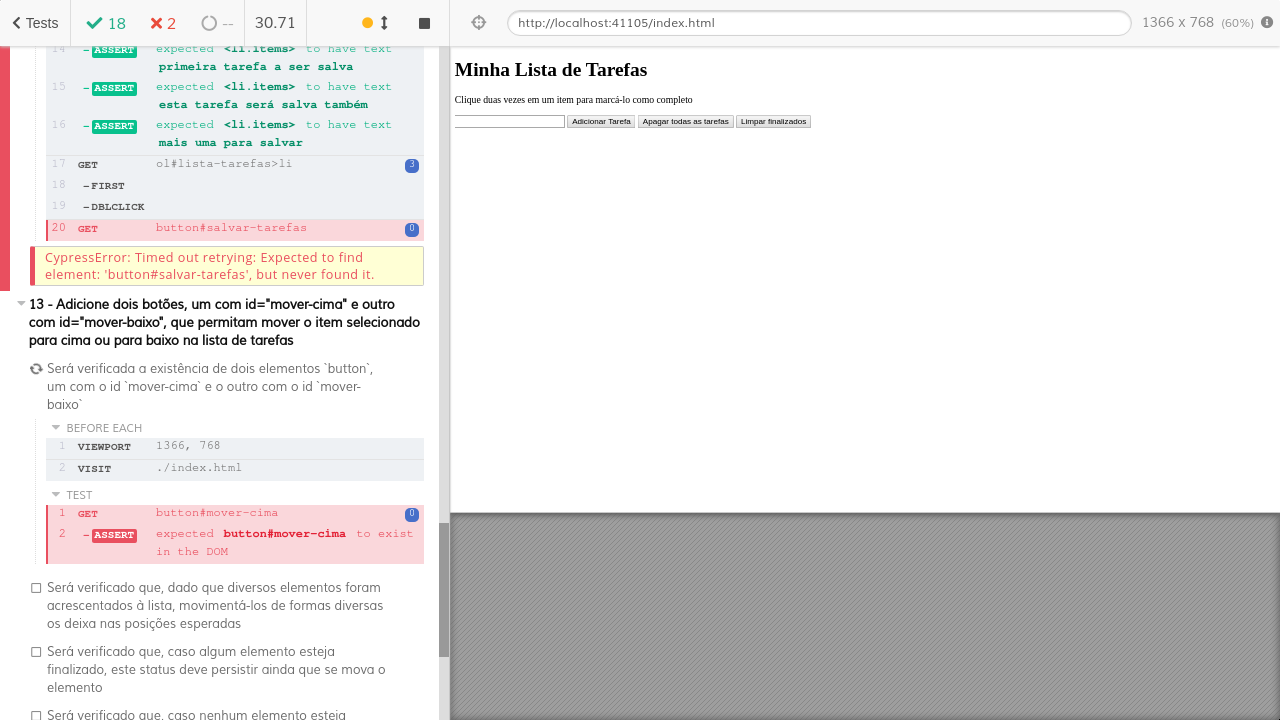 Tests
18
2
--
30.71
http://localhost:41105/index.html
1366 x 768 (60%)
14 -ASSERT expected <li.items> to have text
primeira tarefa a ser salva
15 -ASSERT expected <li.items> to have text
esta tarefa será salva também
16 -ASSERT expected <li.items> to have text
mais uma para salvar
17 GET ol#lista-tarefas>li 3
18 -FIRST
19 -DBLCLICK
20 GET button#salvar-tarefas 0
CypressError: Timed out retrying: Expected to find
element: 'button#salvar-tarefas', but never found it.
13 - Adicione dois botões, um com id="mover-cima" e outro
com id="mover-baixo", que permitam mover o item selecionado
para cima ou para baixo na lista de tarefas
Será verificada a existência de dois elementos `button`,
um com o id `mover-cima` e o outro com o id `mover-
baixo`
BEFORE EACH
1 VIEWPORT 1366, 768
2 VISIT ./index.html
TEST
1 GET button#mover-cima 0
2 -ASSERT expected button#mover-cima to exist
in the DOM
Será verificado que, dado que diversos elementos foram
acrescentados à lista, movimentá-los de formas diversas
os deixa nas posições esperadas
Será verificado que, caso algum elemento esteja
finalizado, este status deve persistir ainda que se mova o
elemento
Será verificado que, caso nenhum elemento esteja
Minha Lista de Tarefas
Clique duas vezes em um item para marcá-lo como completo
Adicionar Tarefa Apagar todas as tarefas Limpar finalizados